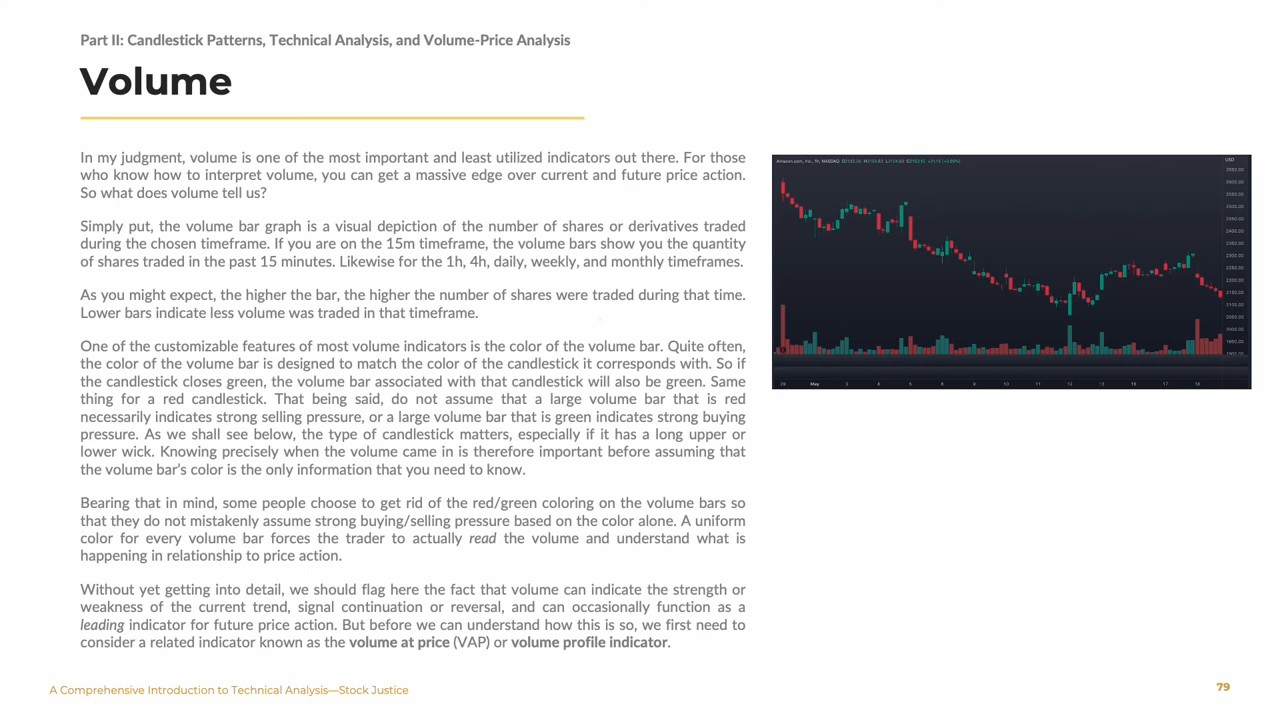 Part II: Candlestick Patterns, Technical Analysis, and Volume-Price Analysis
Volume
In my judgment, volume is one of the most important and least utilized indicators out there. For those
who know how to interpret volume, you can get a massive edge over current and future price action.
So what does volume tell us?
Simply put, the volume bar graph is a visual depiction of the number of shares or derivatives traded
during the chosen timeframe. If you are on the 15m timeframe, the volume bars show you the quantity
of shares traded in the past 15 minutes. Likewise for the 1h, 4h, daily, weekly, and monthly timeframes.
As you might expect, the higher the bar, the higher the number of shares were traded during that time.
Lower bars indicate less volume was traded in that timeframe.
One of the customizable features of most volume indicators is the color of the volume bar. Quite often,
the color of the volume bar is designed to match the color of the candlestick it corresponds with. So if
the candlestick closes green, the volume bar associated with that candlestick will also be green. Same
thing for a red candlestick. That being said, do not assume that a large volume bar that is red
necessarily indicates strong selling pressure, or a large volume bar that is green indicates strong buying
pressure. As we shall see below, the type of candlestick matters, especially if it has a long upper or
lower wick. Knowing precisely when the volume came in is therefore important before assuming that
the volume bar's color is the only information that you need to know.
Bearing that in mind, some people choose to get rid of the red/green coloring on the volume bars so
that they do not mistakenly assume strong buying/selling pressure based on the color alone. A uniform
color for every volume bar forces the trader to actually read the volume and understand what is
happening in relationship to price action.
Without yet getting into detail, we should flag here the fact that volume can indicate the strength or
weakness of the current trend, signal continuation or reversal, and can occasionally function as a
leading indicator for future price action. But before we can understand how this is so, we first need to
consider a related indicator known as the volume at price (VAP) or volume profile indicator.
Amazon.com, Inc., 1h, NASDAQ
USD
May
A Comprehensive Introduction to Technical Analysis—Stock Justice
79